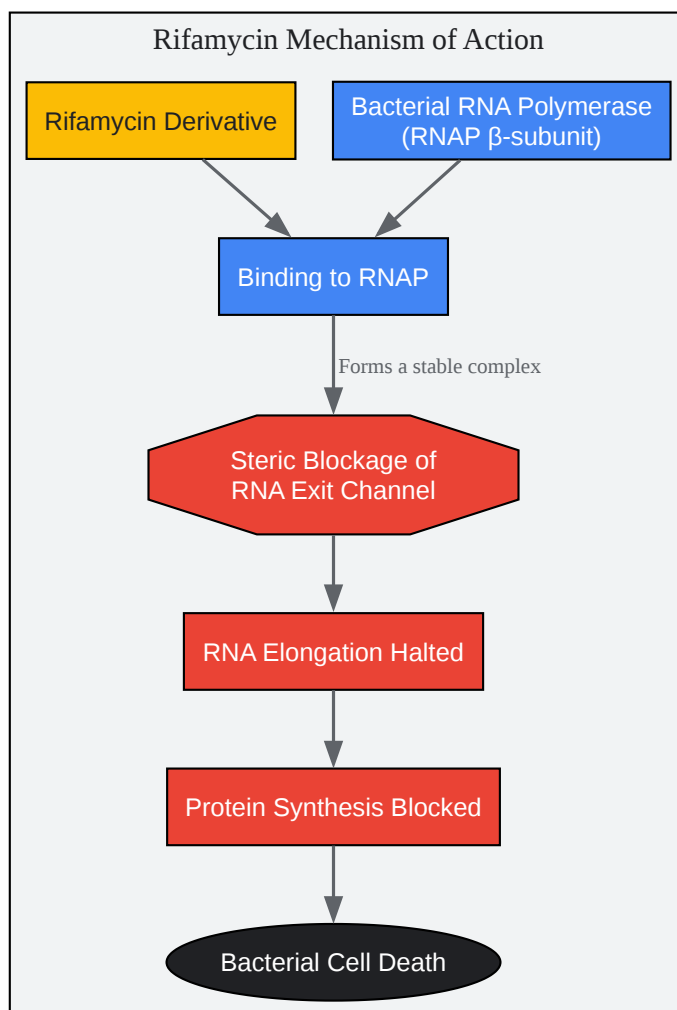 Rifamycin Mechanism of Action
Rifamycin Derivative
Bacterial RNA Polymerase
(RNAP β-subunit)
Binding to RNAP
Forms a stable complex
Steric Blockage of
RNA Exit Channel
RNA Elongation Halted
Protein Synthesis Blocked
Bacterial Cell Death